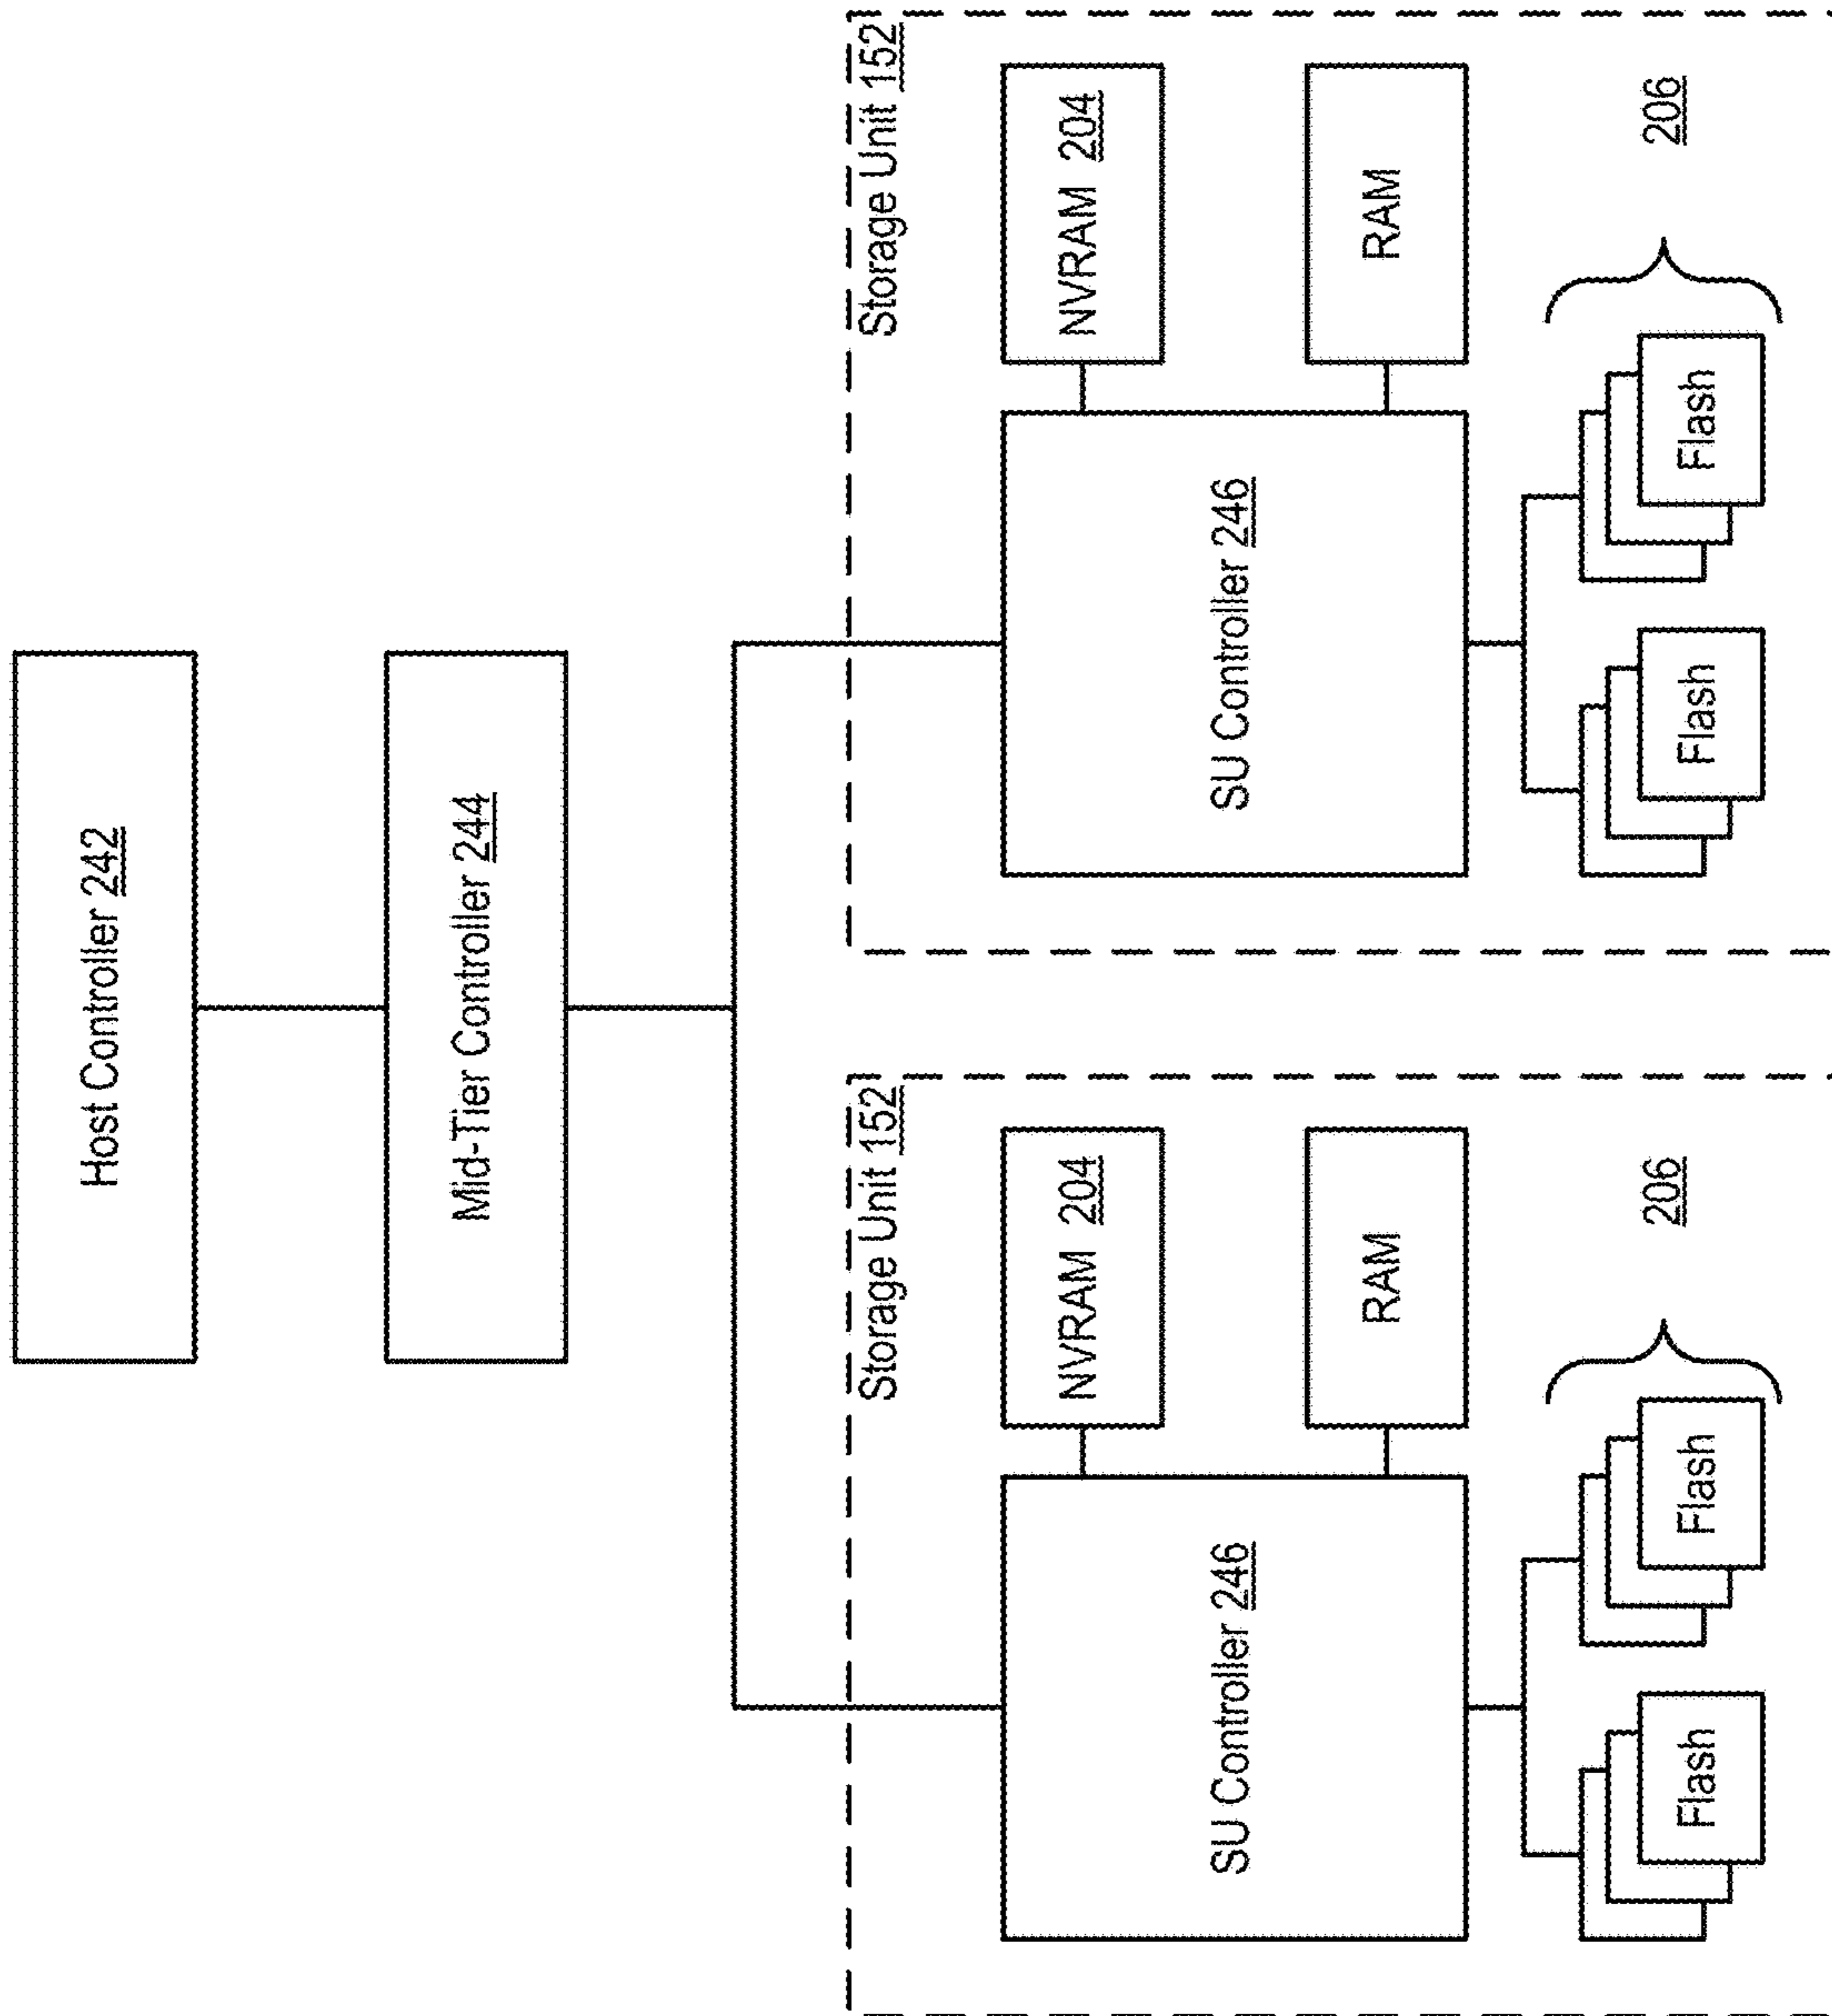 Host Controller 242
Mid-Tier Controller 244
Storage Unit 152
NVRAM 204
SU Controller 246
RAM
Flash
Flash
206
Storage Unit 152
NVRAM 204
SU Controller 246
RAM
Flash
Flash
206